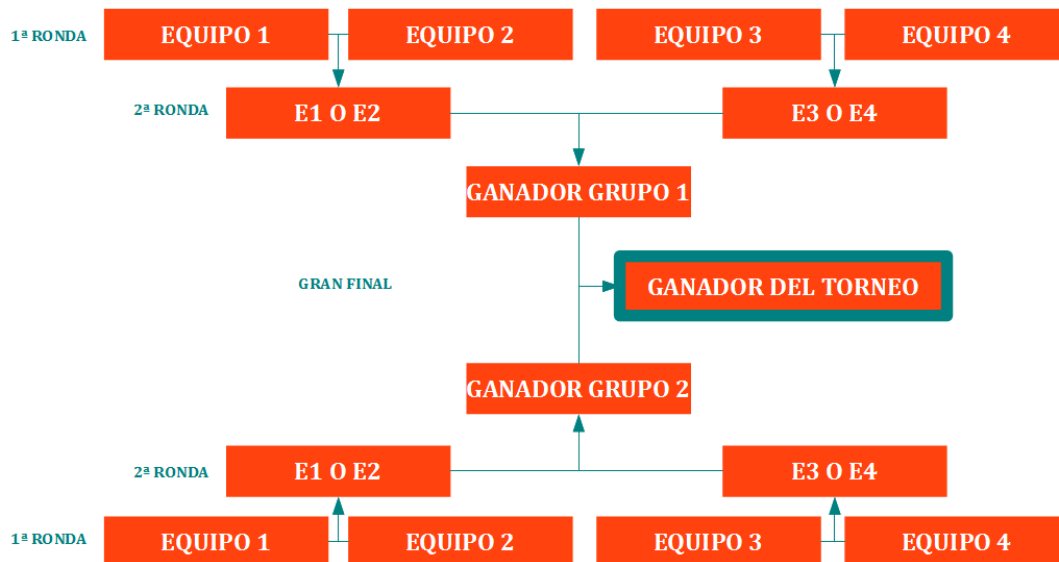 1ª RONDA
EQUIPO 1
EQUIPO 2
EQUIPO 3
EQUIPO 4
2ª RONDA
E1 O E2
E3 O E4
GANADOR GRUPO 1
GRAN FINAL
GANADOR DEL TORNEO
GANADOR GRUPO 2
2ª RONDA
E1 O E2
E3 O E4
1ª RONDA
EQUIPO 1
EQUIPO 2
EQUIPO 3
EQUIPO 4